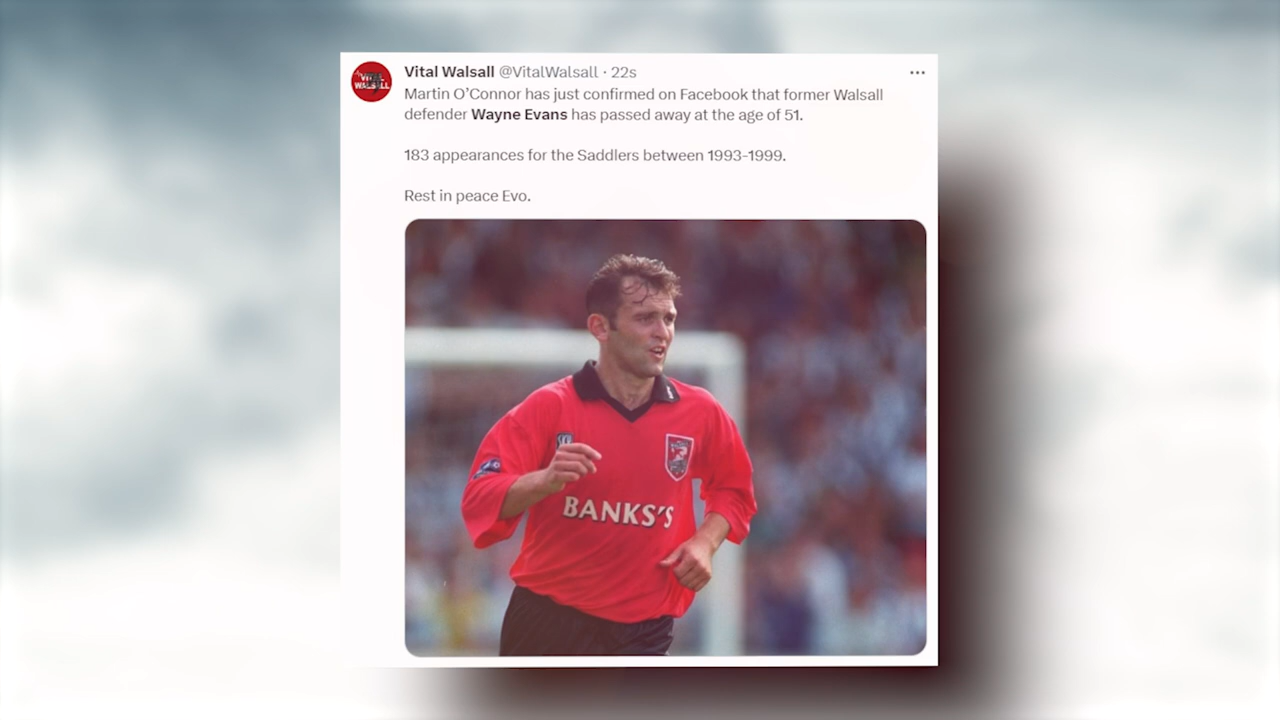 Vital Walsall @VitalWalsall · 22s
Martin O'Connor has just confirmed on Facebook that former Walsall
defender Wayne Evans has passed away at the age of 51.
183 appearances for the Saddlers between 1993-1999.
Rest in peace Evo.
BANKS'S